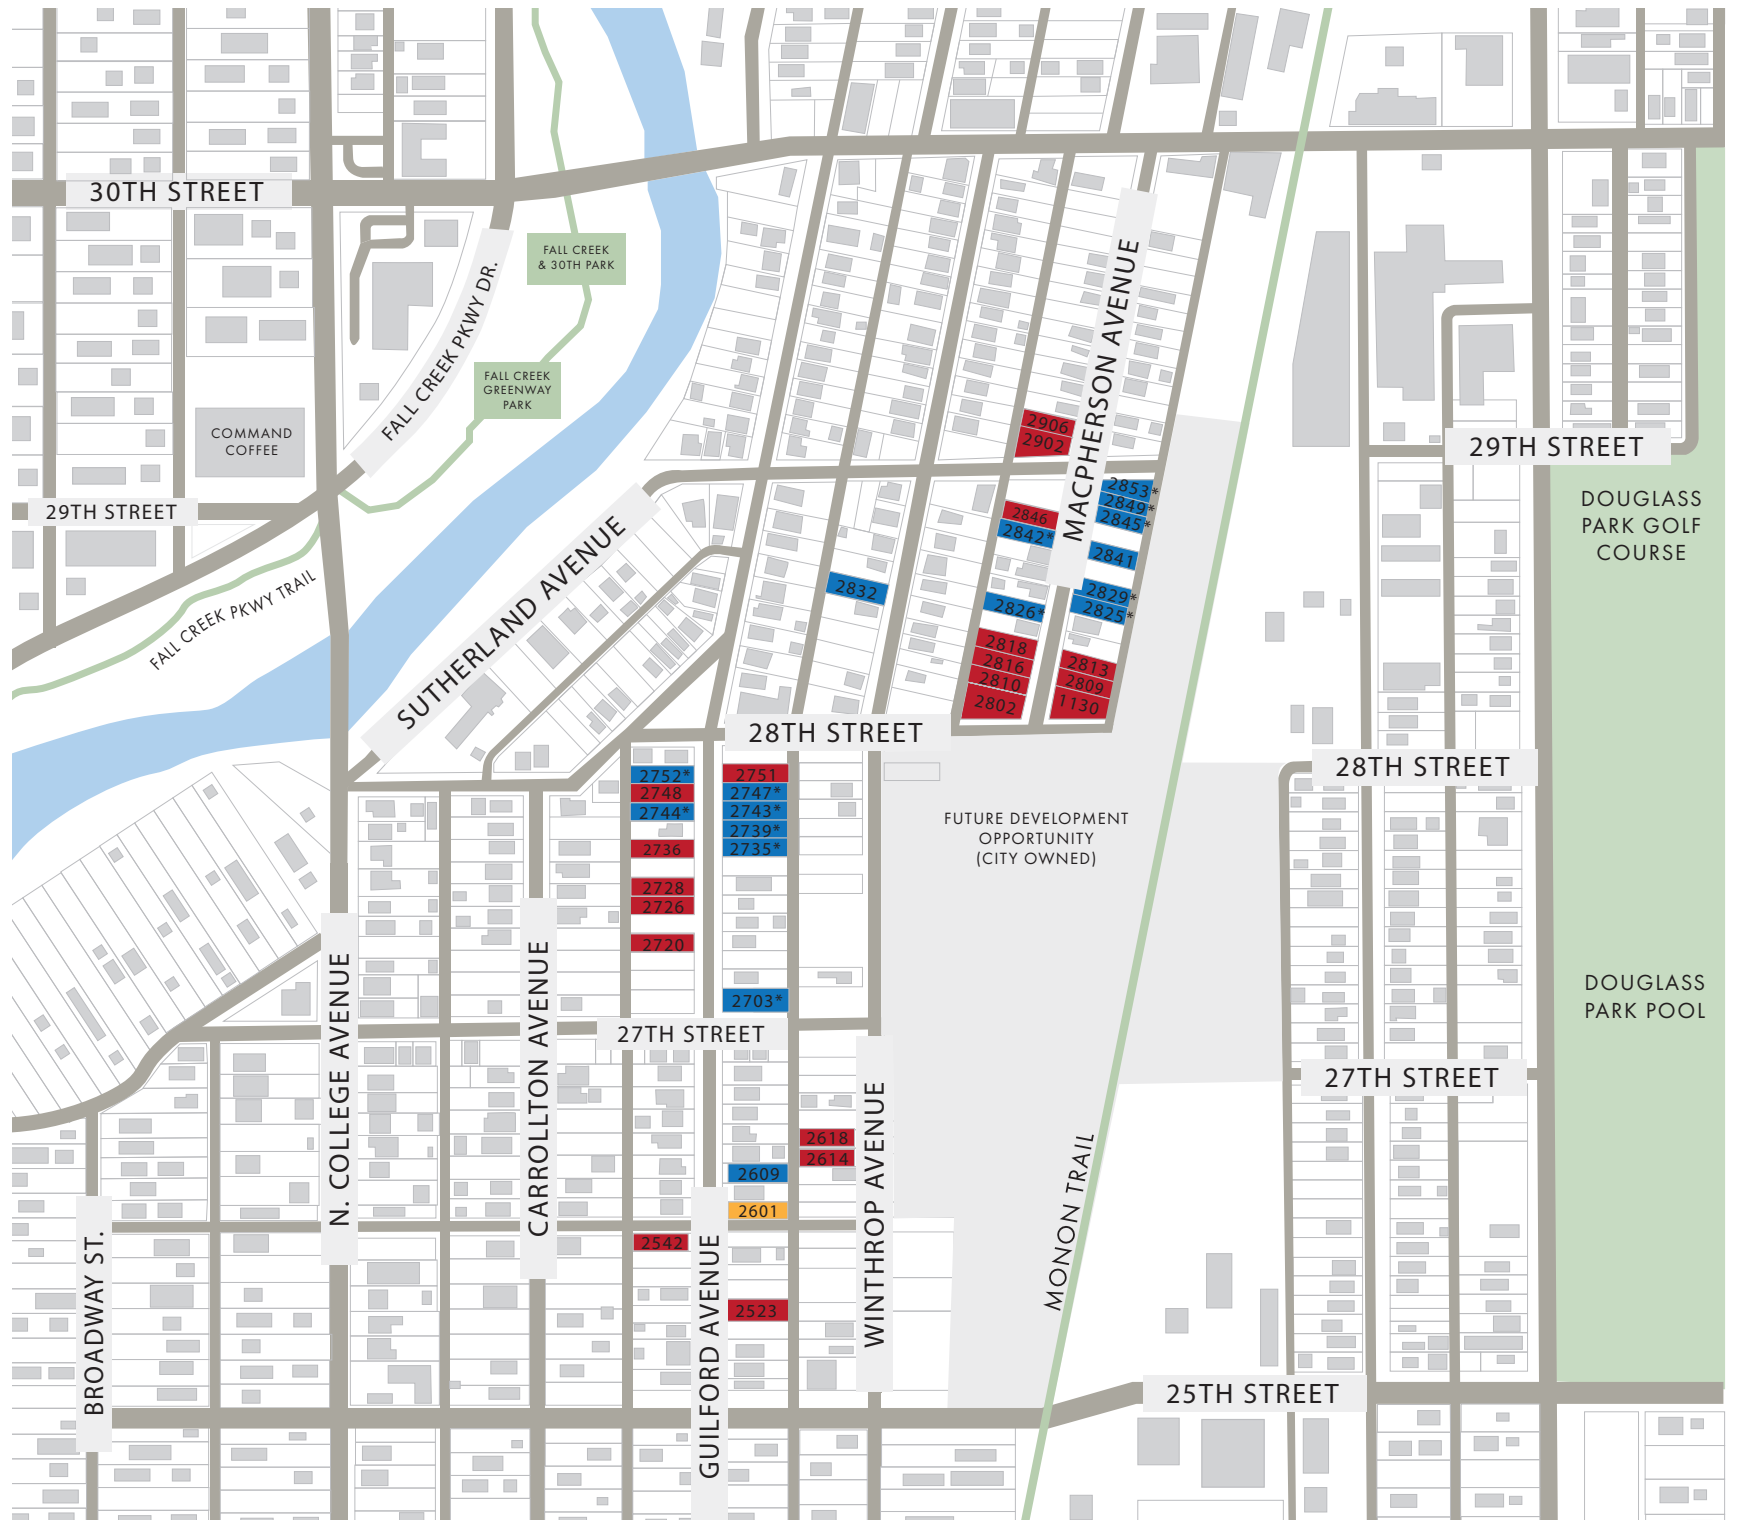 30TH STREET
FALL CREEK
& 30TH PARK
FALL CREEK PKWY DR.
FALL CREEK
GREENWAY
PARK
COMMAND
COFFEE
29TH STREET
FALL CREEK PKWY TRAIL
SUTHERLAND AVENUE
MACPHERSON AVENUE
2906
2902
2853*
2849*
2845*
2846
2842*
2841
2832
2829*
2825*
2826*
2818
2816
2810
2802
2813
2809
1130
29TH STREET
DOUGLASS
PARK GOLF
COURSE
28TH STREET
28TH STREET
2752*
2748
2744*
2736
2728
2726
2720
2751
2747*
2743*
2739*
2735*
2703*
FUTURE DEVELOPMENT
OPPORTUNITY
(CITY OWNED)
DOUGLASS
PARK POOL
27TH STREET
27TH STREET
N. COLLEGE AVENUE
CARROLLTON AVENUE
WINTHROP AVENUE
GUILFORD AVENUE
BROADWAY ST.
MONON TRAIL
2618
2614
2609
2601
2542
2523
25TH STREET